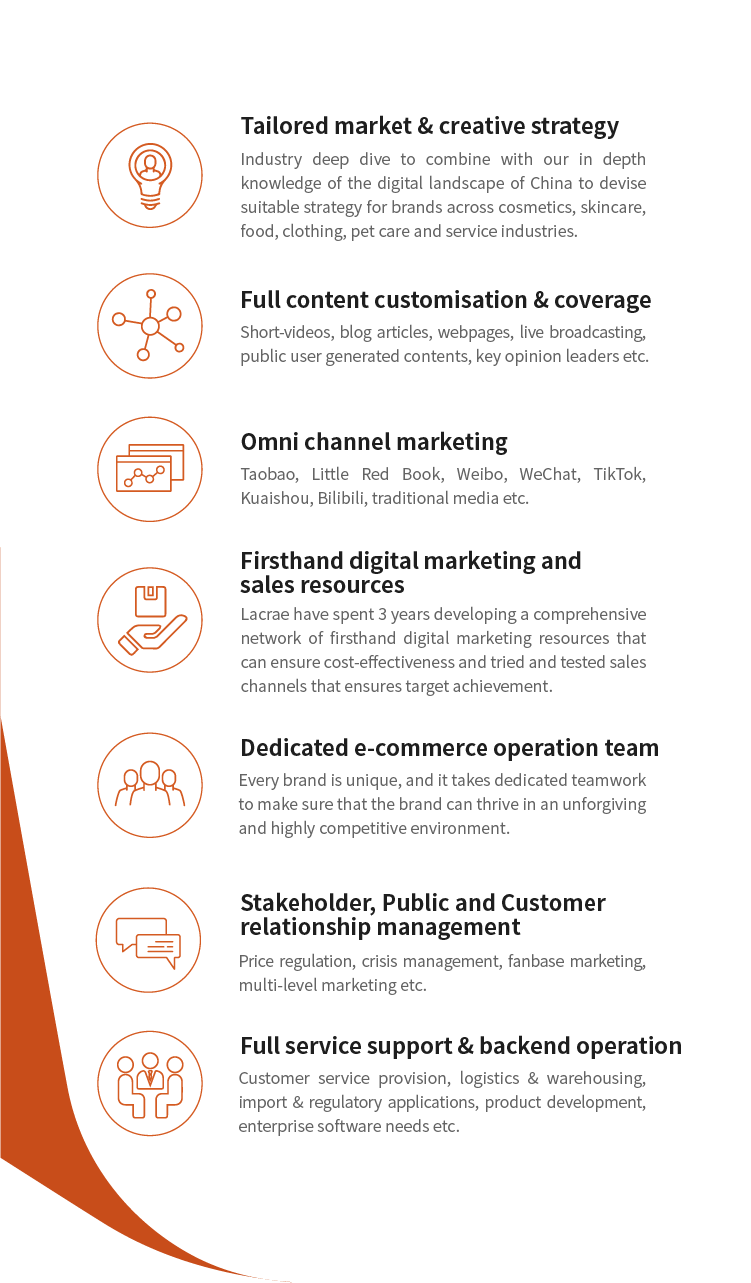 Tailored market & creative strategy
Industry deep dive to combine with our in depth
knowledge of the digital landscape of China to devise
suitable strategy for brands across cosmetics, skincare,
food, clothing, pet care and service industries.
Full content customisation & coverage
Short-videos, blog articles, webpages, live broadcasting,
public user generated contents, key opinion leaders etc.
Omni channel marketing
Taobao, Little Red Book, Weibo, WeChat, TikTok,
Kuaishou, Bilibili, traditional media etc.
Firsthand digital marketing and
sales resources
Lacrae have spent 3 years developing a comprehensive
network of firsthand digital marketing resources that
can ensure cost-effectiveness and tried and tested sales
channels that ensures target achievement.
Dedicated e-commerce operation team
Every brand is unique, and it takes dedicated teamwork
to make sure that the brand can thrive in an unforgiving
and highly competitive environment.
Stakeholder, Public and Customer
relationship management
Price regulation, crisis management, fanbase marketing,
multi-level marketing etc.
Full service support & backend operation
Customer service provision, logistics & warehousing,
import & regulatory applications, product development,
enterprise software needs etc.